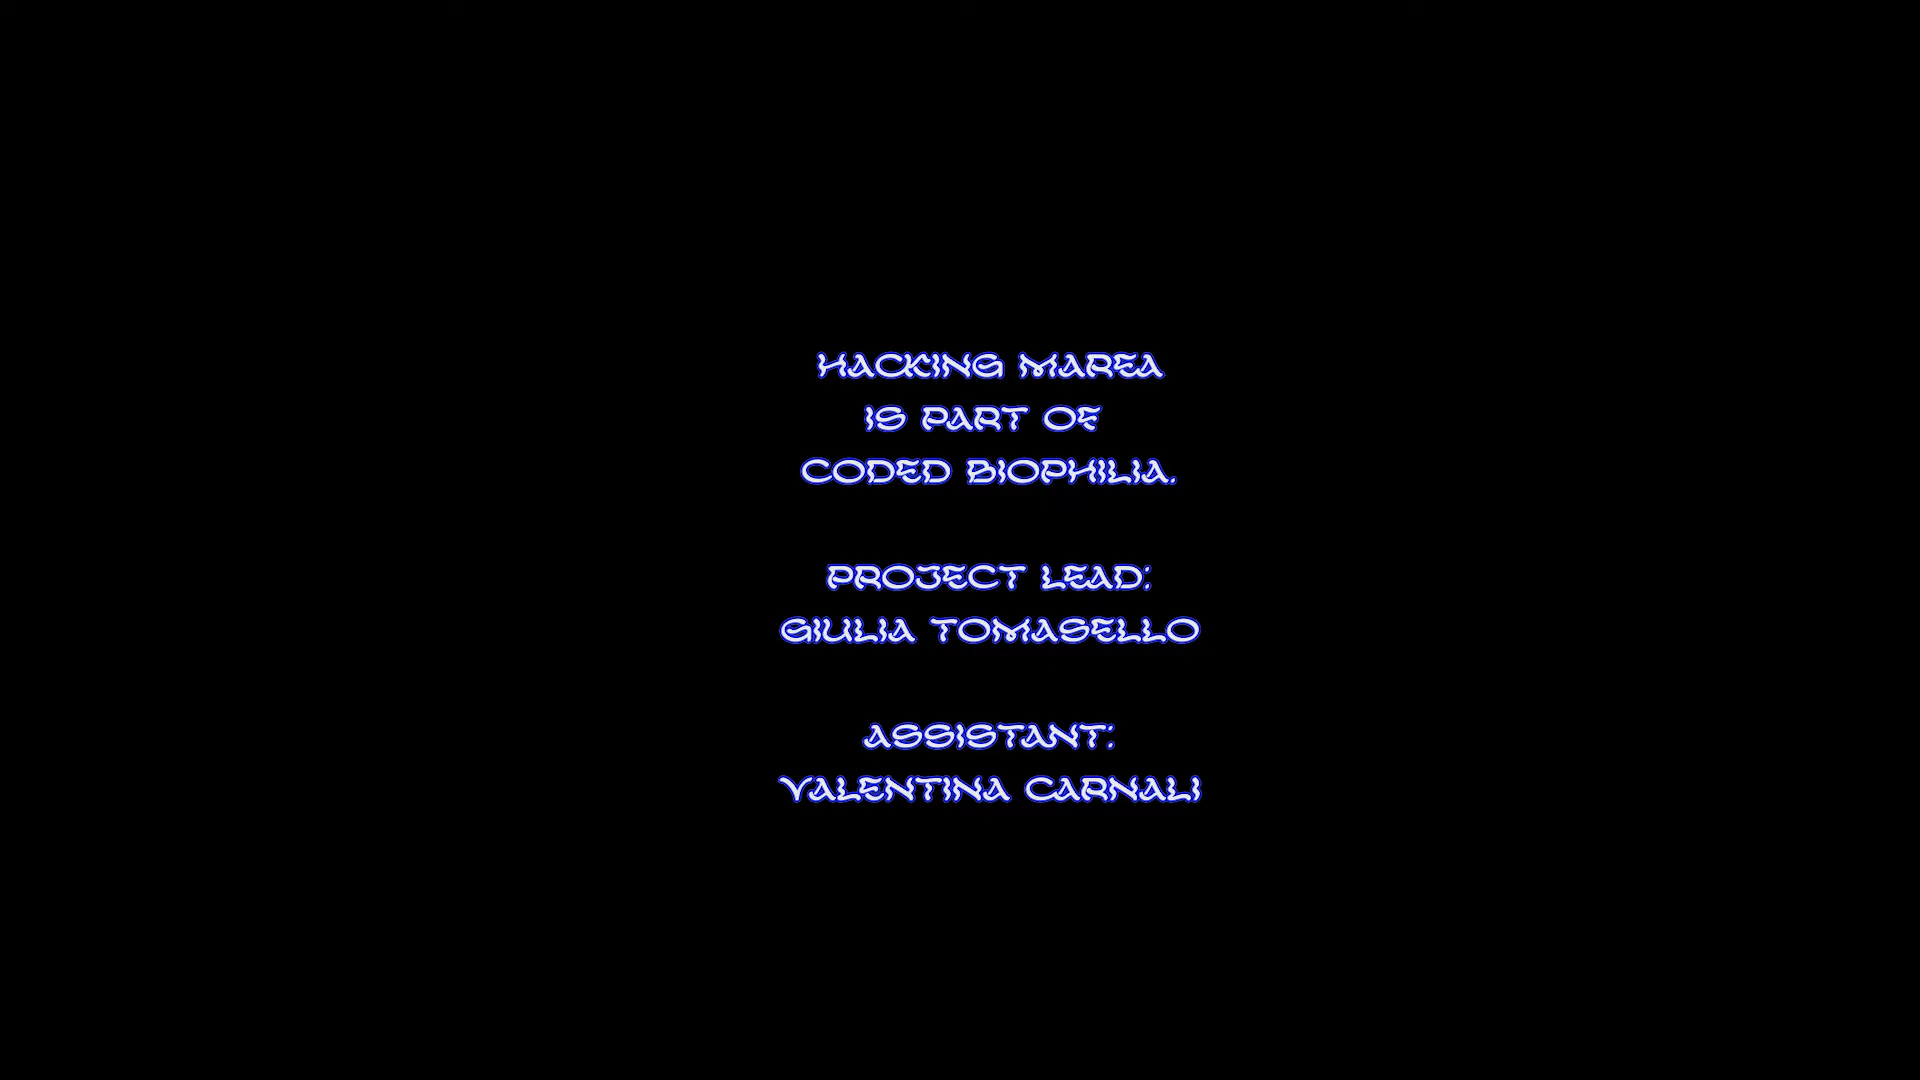 HACKING MAREA
IS PART OF
CODED BIOPHILIA.
PROJECT LEAD:
GIULIA TOMASELLO
ASSISTANT:
VALENTINA CARNALI